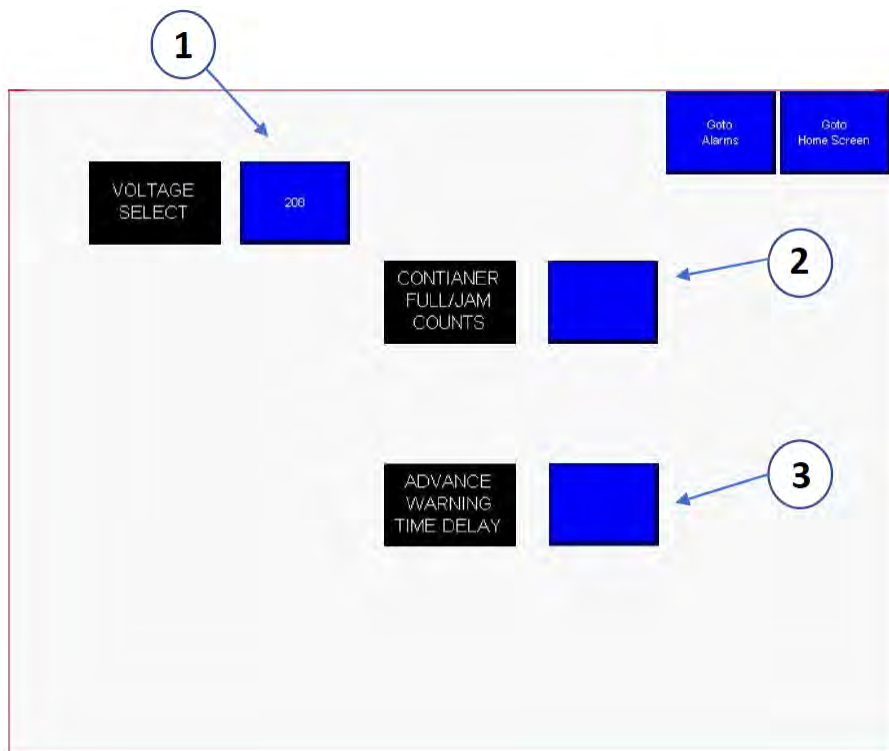 1
Goto
Alarms
Goto
Home Screen
VOLTAGE
SELECT
208
CONTIANER
FULL/JAM
COUNTS
2
ADVANCE
WARNING
TIME DELAY
3